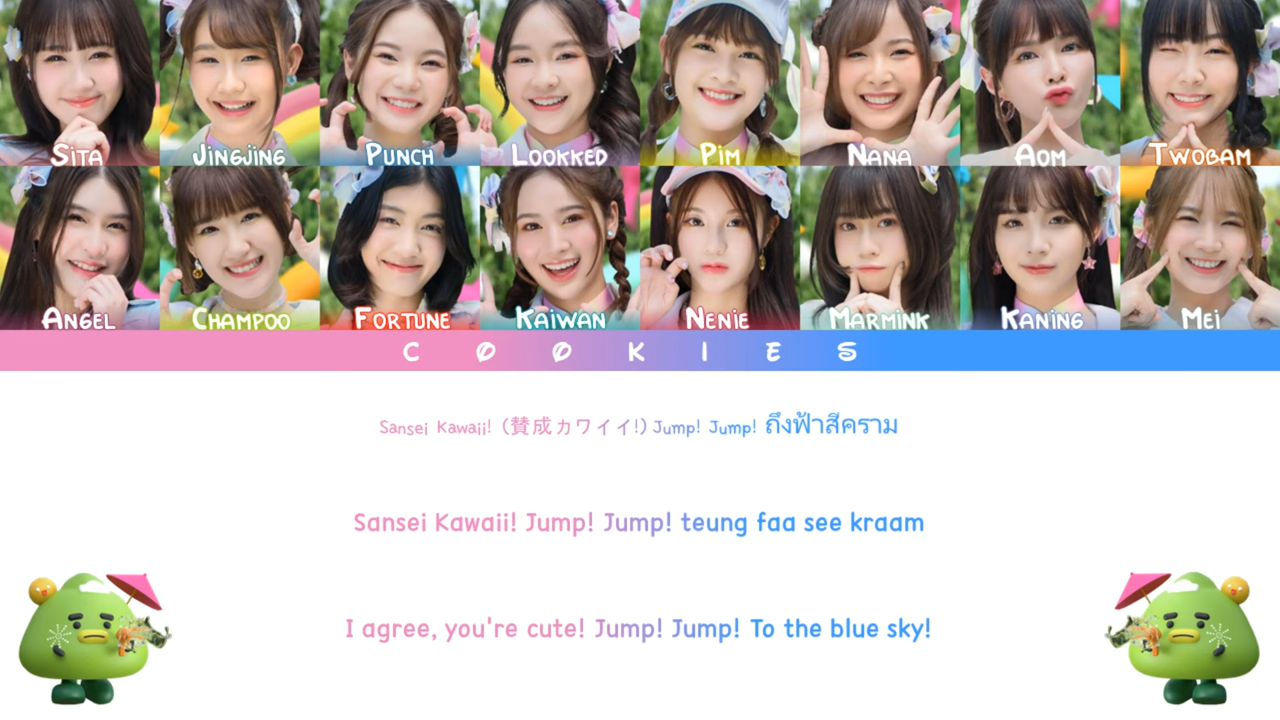 Sita Jingjing Punch Lookked Pim Nana Aom Twobam
Angel Champoo Fortune Kaiwan Nenie Marmink Kaning Mei
COOKIES
Sansei Kawaii! (賛成カワイイ!) Jump! Jump! ถึงฟ้าสีคราม
Sansei Kawaii! Jump! Jump! teung faa see kraam
I agree, you're cute! Jump! Jump! To the blue sky!